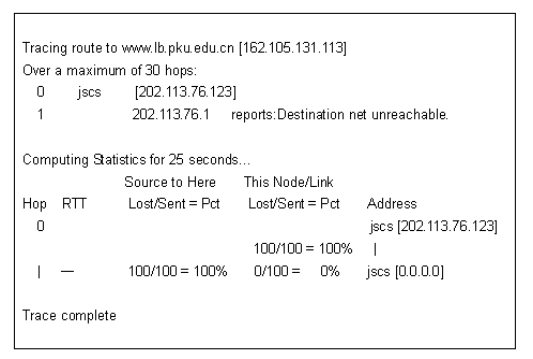 Tracing route to www.lb.pku.edu.cn [162.105.131.113]
Over a maximum of 30 hops:
0 jscs [202.113.76.123]
1 202.113.76.1 reports:Destination net unreachable.
Computing Statistics for 25 seconds...
Source to Here This Node/Link
Hop RTT Lost/Sent = Pct Lost/Sent = Pct Address
0 jscs [202.113.76.123]
100/100 = 100% |
| — 100/100 = 100% 0/100 = 0% jscs [0.0.0.0]
Trace complete